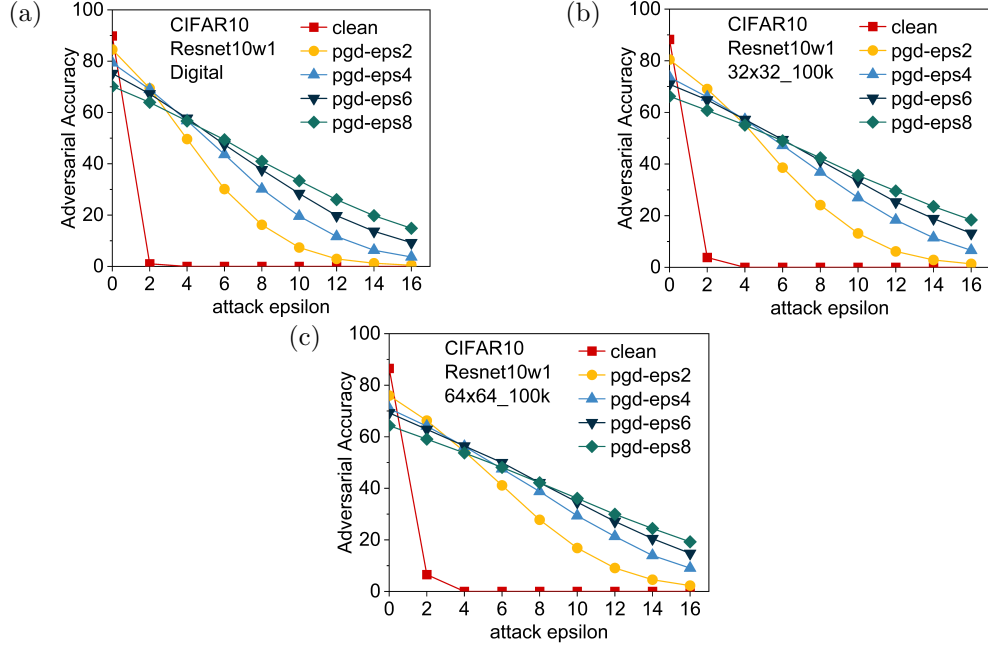 (a)
CIFAR10
Resnet10w1
Digital
clean
pgd-eps2
pgd-eps4
pgd-eps6
pgd-eps8
Adversarial Accuracy
100
80
60
40
20
0
0 2 4 6 8 10 12 14 16
attack epsilon
(b)
CIFAR10
Resnet10w1
32x32_100k
clean
pgd-eps2
pgd-eps4
pgd-eps6
pgd-eps8
Adversarial Accuracy
100
80
60
40
20
0
0 2 4 6 8 10 12 14 16
attack epsilon
(c)
CIFAR10
Resnet10w1
64x64_100k
clean
pgd-eps2
pgd-eps4
pgd-eps6
pgd-eps8
Adversarial Accuracy
100
80
60
40
20
0
0 2 4 6 8 10 12 14 16
attack epsilon